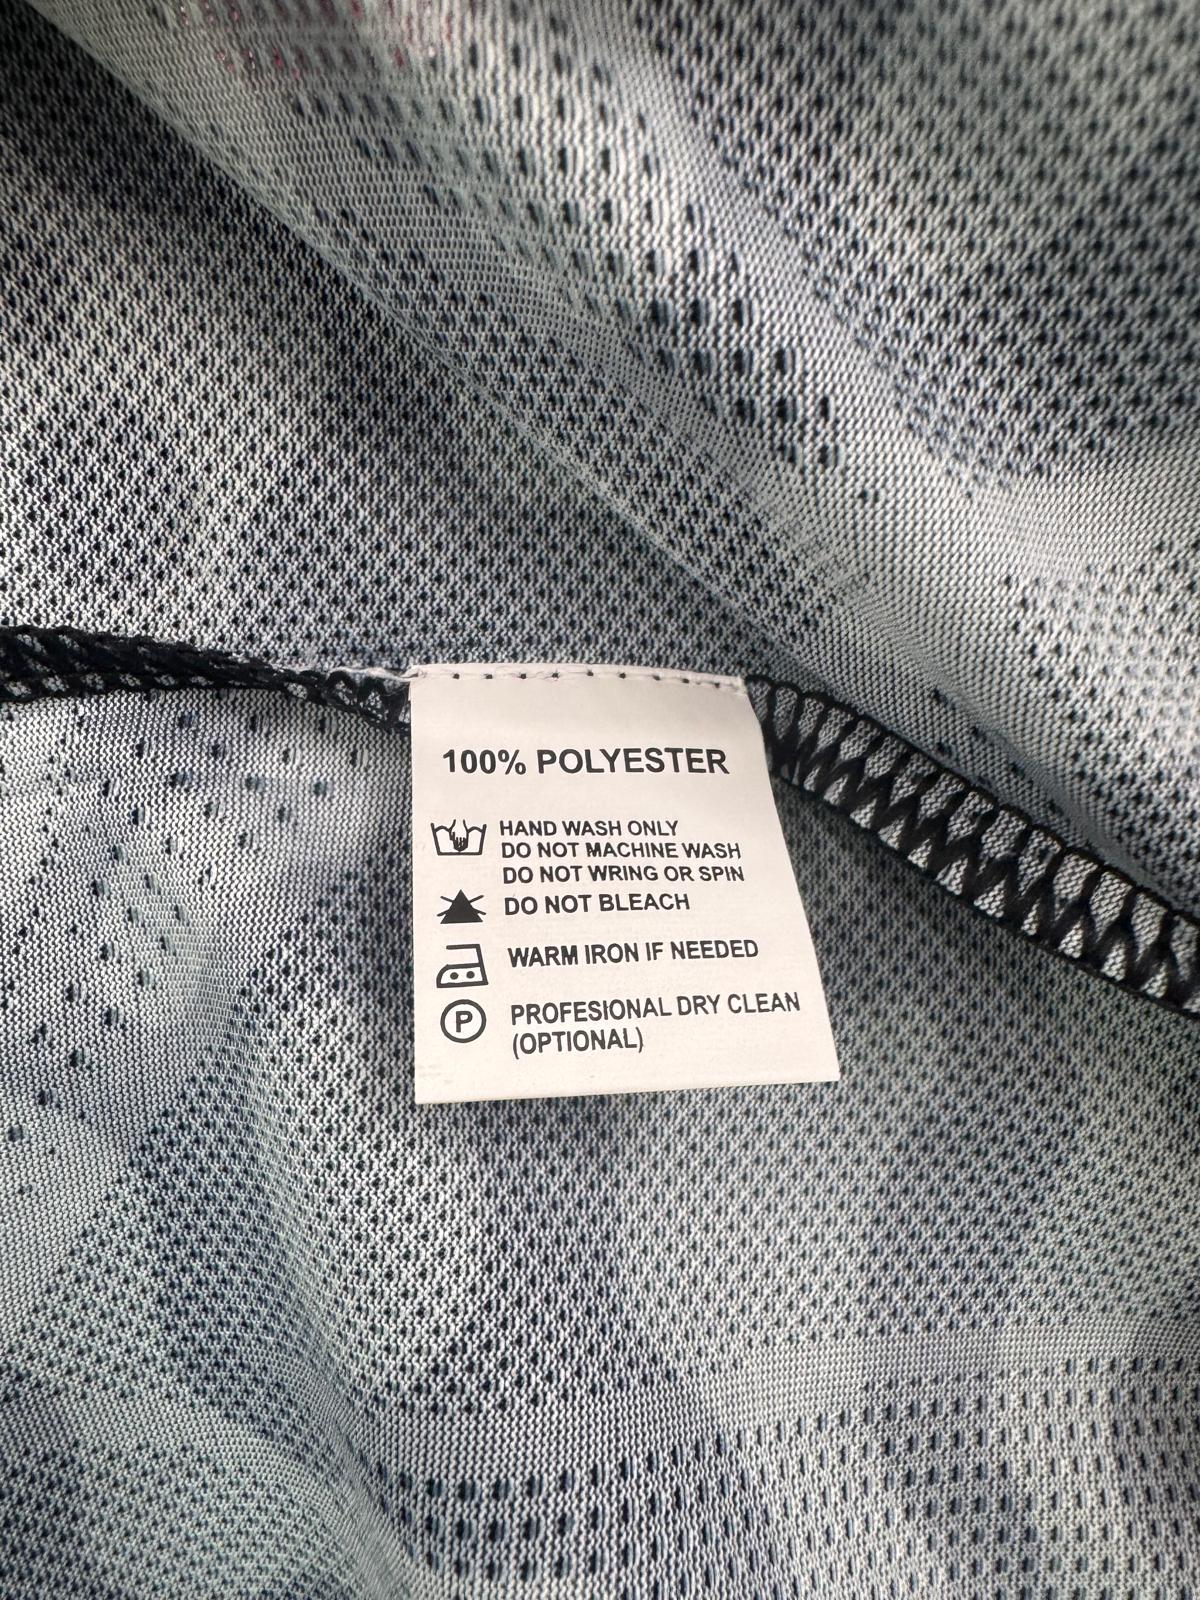 100% POLYESTER
HAND WASH ONLY
DO NOT MACHINE WASH
DO NOT WRING OR SPIN
DO NOT BLEACH
WARM IRON IF NEEDED
P
PROFESIONAL DRY CLEAN
(OPTIONAL)